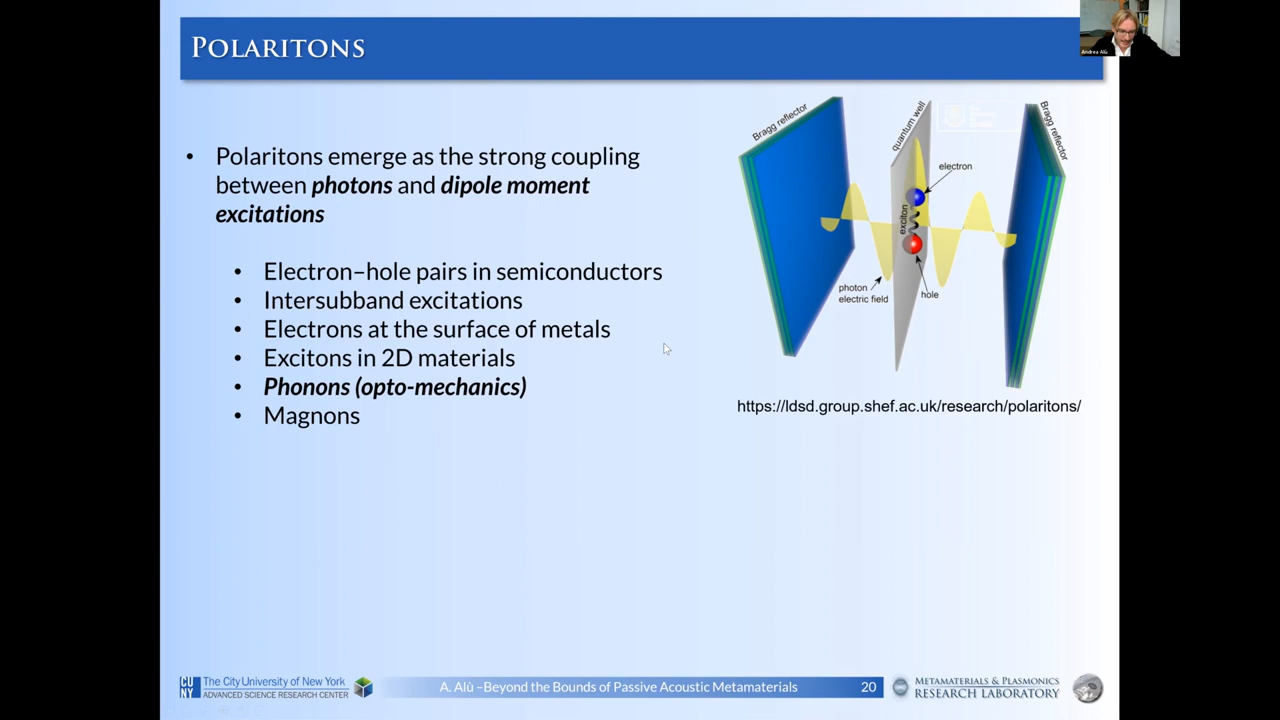 POLARITONS
Andrea Alù
• Polaritons emerge as the strong coupling
between photons and dipole moment
excitations
• Electron–hole pairs in semiconductors
• Intersubband excitations
• Electrons at the surface of metals
• Excitons in 2D materials
• Phonons (opto-mechanics)
• Magnons
Bragg reflector
quantum well
Bragg reflector
electron
exciton
photon
electric field
hole
https://ldsd.group.shef.ac.uk/research/polaritons/
CU
NY
The City University of New York
ADVANCED SCIENCE RESEARCH CENTER
A. Alù –Beyond the Bounds of Passive Acoustic Metamaterials
20
METAMATERIALS & PLASMONICS
RESEARCH LABORATORY